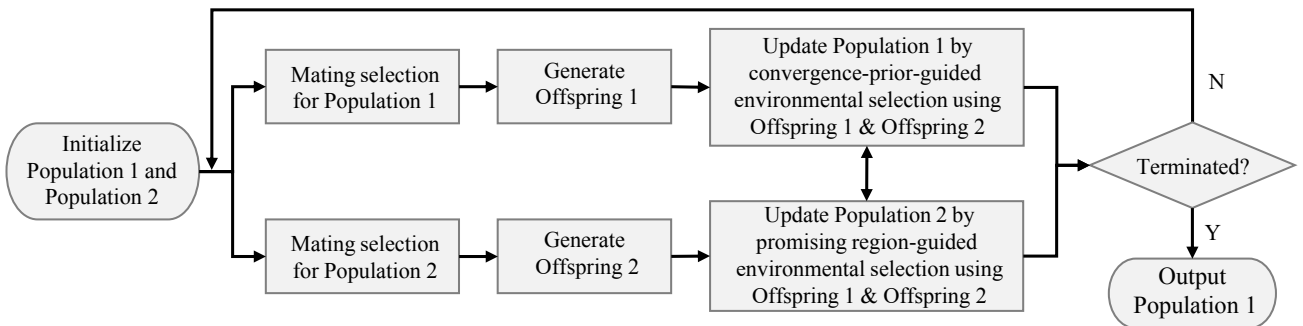 Initialize
Population 1 and
Population 2
Mating selection
for Population 1
Generate
Offspring 1
Update Population 1 by
convergence-prior-guided
environmental selection using
Offspring 1 & Offspring 2
Mating selection
for Population 2
Generate
Offspring 2
Update Population 2 by
promising region-guided
environmental selection using
Offspring 1 & Offspring 2
N
Terminated?
Y
Output
Population 1